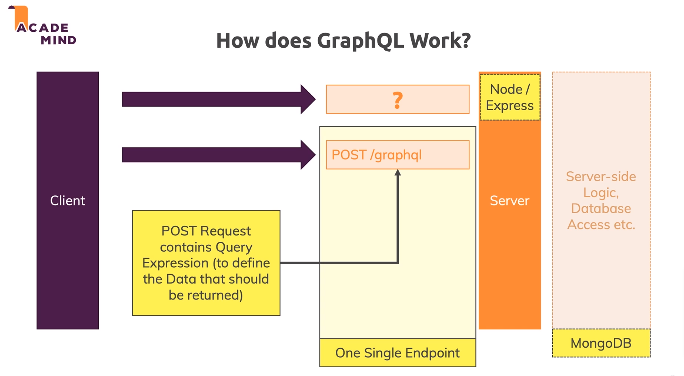 ACADE
MIND
How does GraphQL Work?
Client
?
POST /graphql
POST Request
contains Query
Expression (to define
the Data that should
be returned)
One Single Endpoint
Node /
Express
Server
Server-side
Logic,
Database
Access etc.
MongoDB